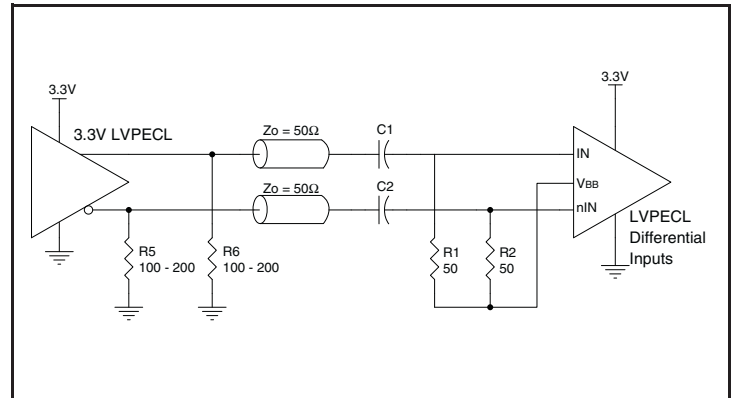 3.3V
3.3V LVPECL
Zo = 50Ω
C1
3.3V
Zo = 50Ω
C2
IN
VBB
nIN
LVPECL
Differential
Inputs
R5
100 - 200
R6
100 - 200
R1
50
R2
50